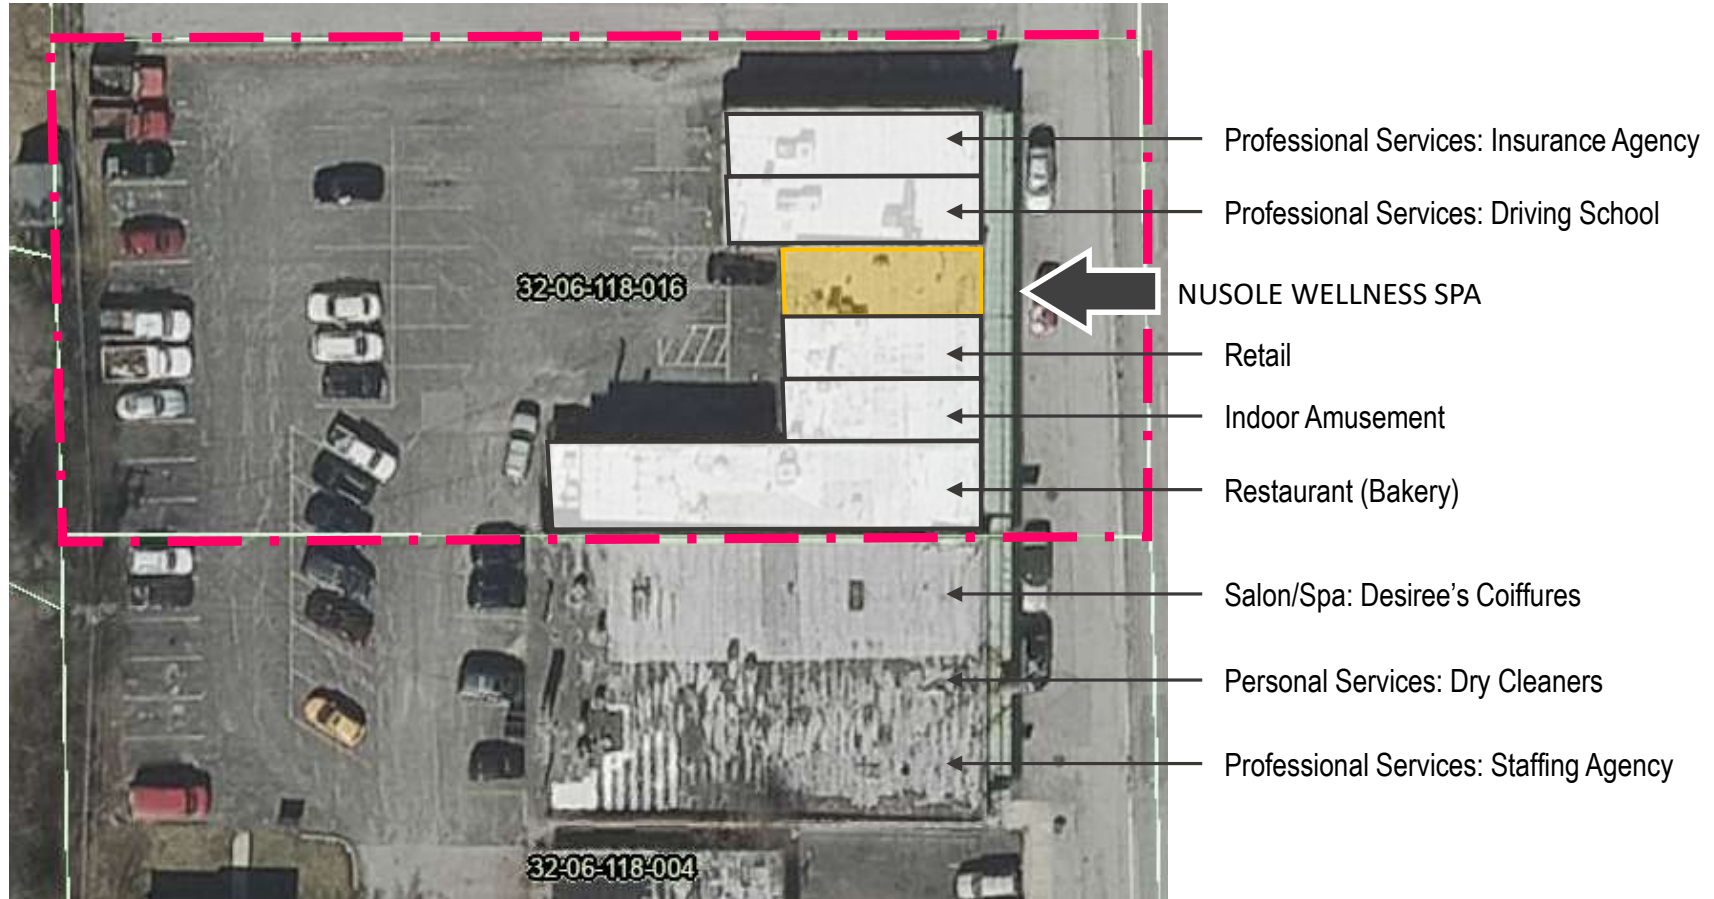 Professional Services: Insurance Agency
Professional Services: Driving School
32-06-118-016
NUSOLE WELLNESS SPA
Retail
Indoor Amusement
Restaurant (Bakery)
Salon/Spa: Desiree's Coiffures
Personal Services: Dry Cleaners
Professional Services: Staffing Agency
32-06-118-004